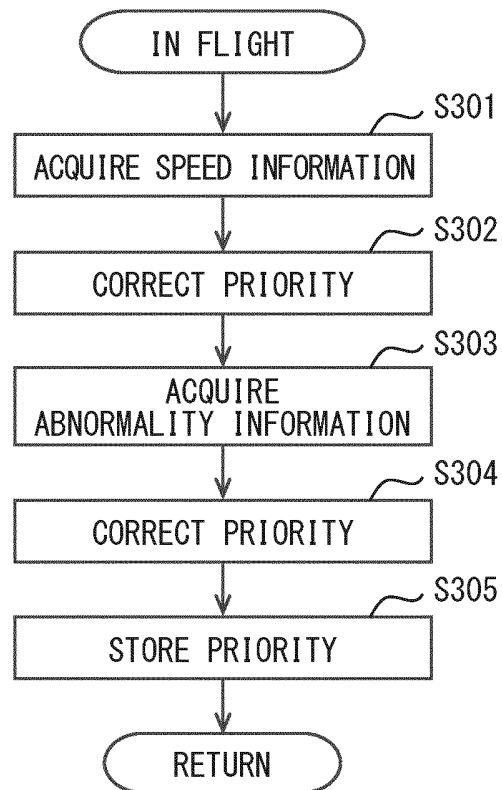 IN FLIGHT
S301
ACQUIRE SPEED INFORMATION
S302
CORRECT PRIORITY
S303
ACQUIRE
ABNORMALITY INFORMATION
S304
CORRECT PRIORITY
S305
STORE PRIORITY
RETURN